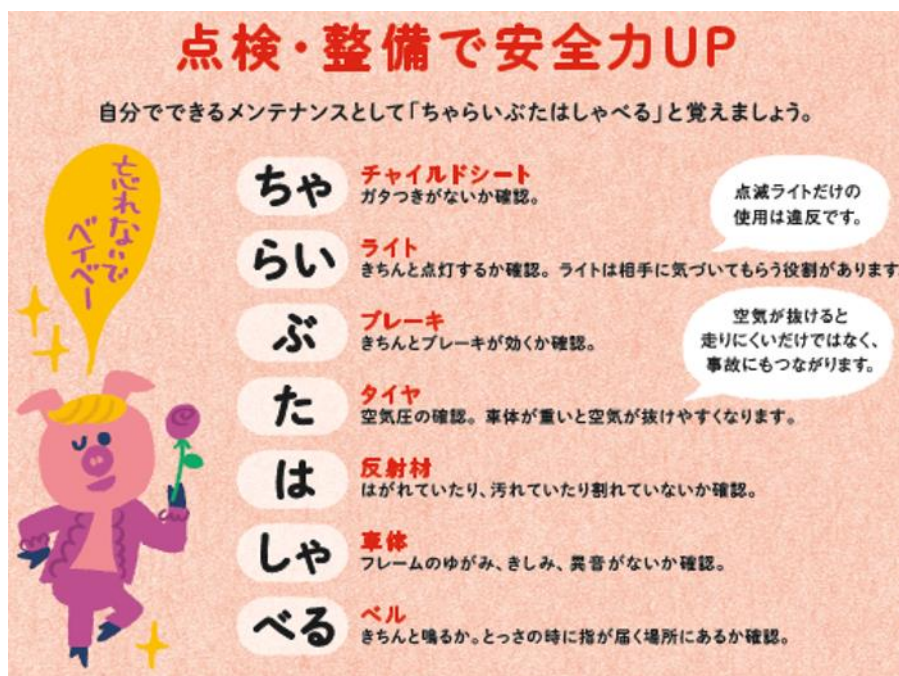 点検・整備で安全力UP
自分でできるメンテナンスとして「ちゃらいぶたはしゃべる」と覚えましょう。
忘れないで
ベイベー
ちゃ
チャイルドシート
ガタつきがないか確認。
点滅ライトだけの
使用は違反です。
らい
ライト
きちんと点灯するか確認。ライトは相手に気づいてもらう役割があります
ぶ
ブレーキ
きちんとブレーキが効くか確認。
空気が抜けると
走りにくいだけではなく、
事故にもつながります。
た
タイヤ
空気圧の確認。車体が重いと空気が抜けやすくなります。
は
反射材
はがれていたり、汚れていたり割れていないか確認。
しゃ
車体
フレームのゆがみ、きしみ、異音がないか確認。
べる
ベル
きちんと鳴るか。とっさの時に指が届く場所にあるか確認。